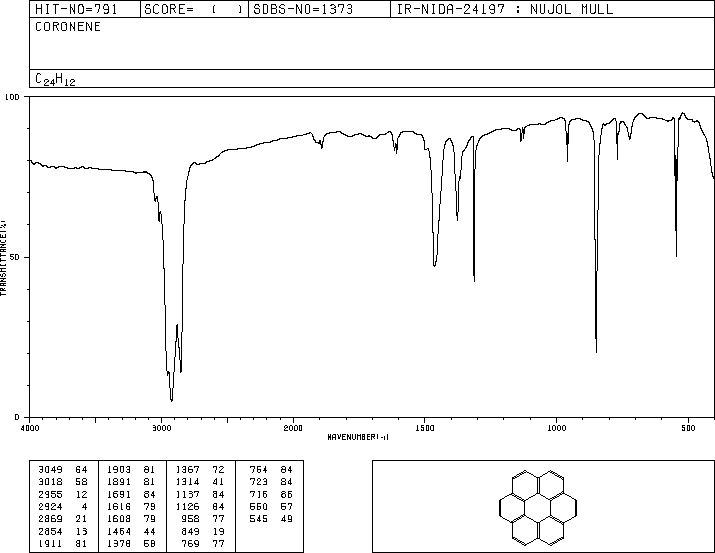 HIT-NO=791 SCORE= ( ) SDBS-NO=1373 IR-NIDA-24197 : NUJOL MULL
CORONENE
C24H12
100
50
0
TRANSMITTANCE(%)
4000 3000 2000 1500 1000 500
WAVENUMBER(-1)
3049 64 1903 81 1367 72 764 84
3018 58 1891 81 1314 41 723 84
2955 12 1691 84 1137 84 716 86
2924 4 1616 79 1126 84 550 57
2869 21 1608 79 958 77 545 49
2854 13 1464 44 849 19
1911 81 1378 60 769 77